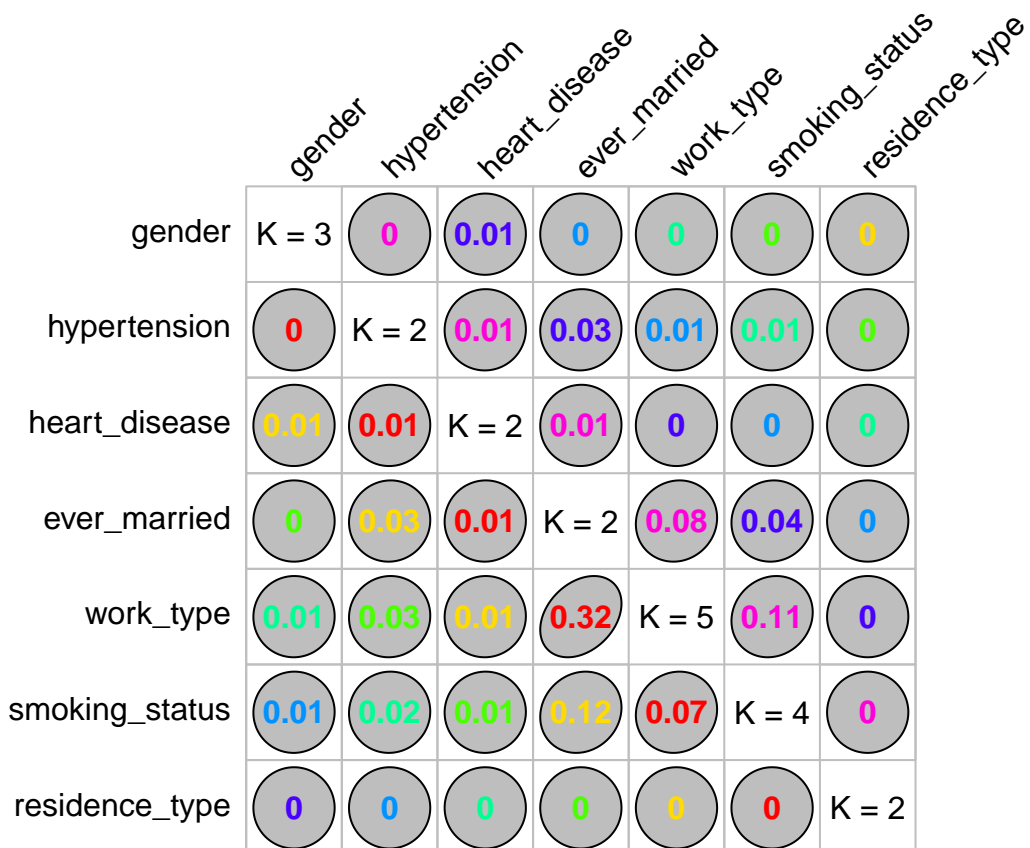 gender hypertension heart_disease ever_married work_type smoking_status residence_type
gender K = 3 0 0.01 0 0 0 0
hypertension 0 K = 2 0.01 0.03 0.01 0.01 0
heart_disease 0.01 0.01 K = 2 0.01 0 0 0
ever_married 0 0.03 0.01 K = 2 0.08 0.04 0
work_type 0.01 0.03 0.01 0.32 K = 5 0.11 0
smoking_status 0.01 0.02 0.01 0.12 0.07 K = 4 0
residence_type 0 0 0 0 0 0 K = 2